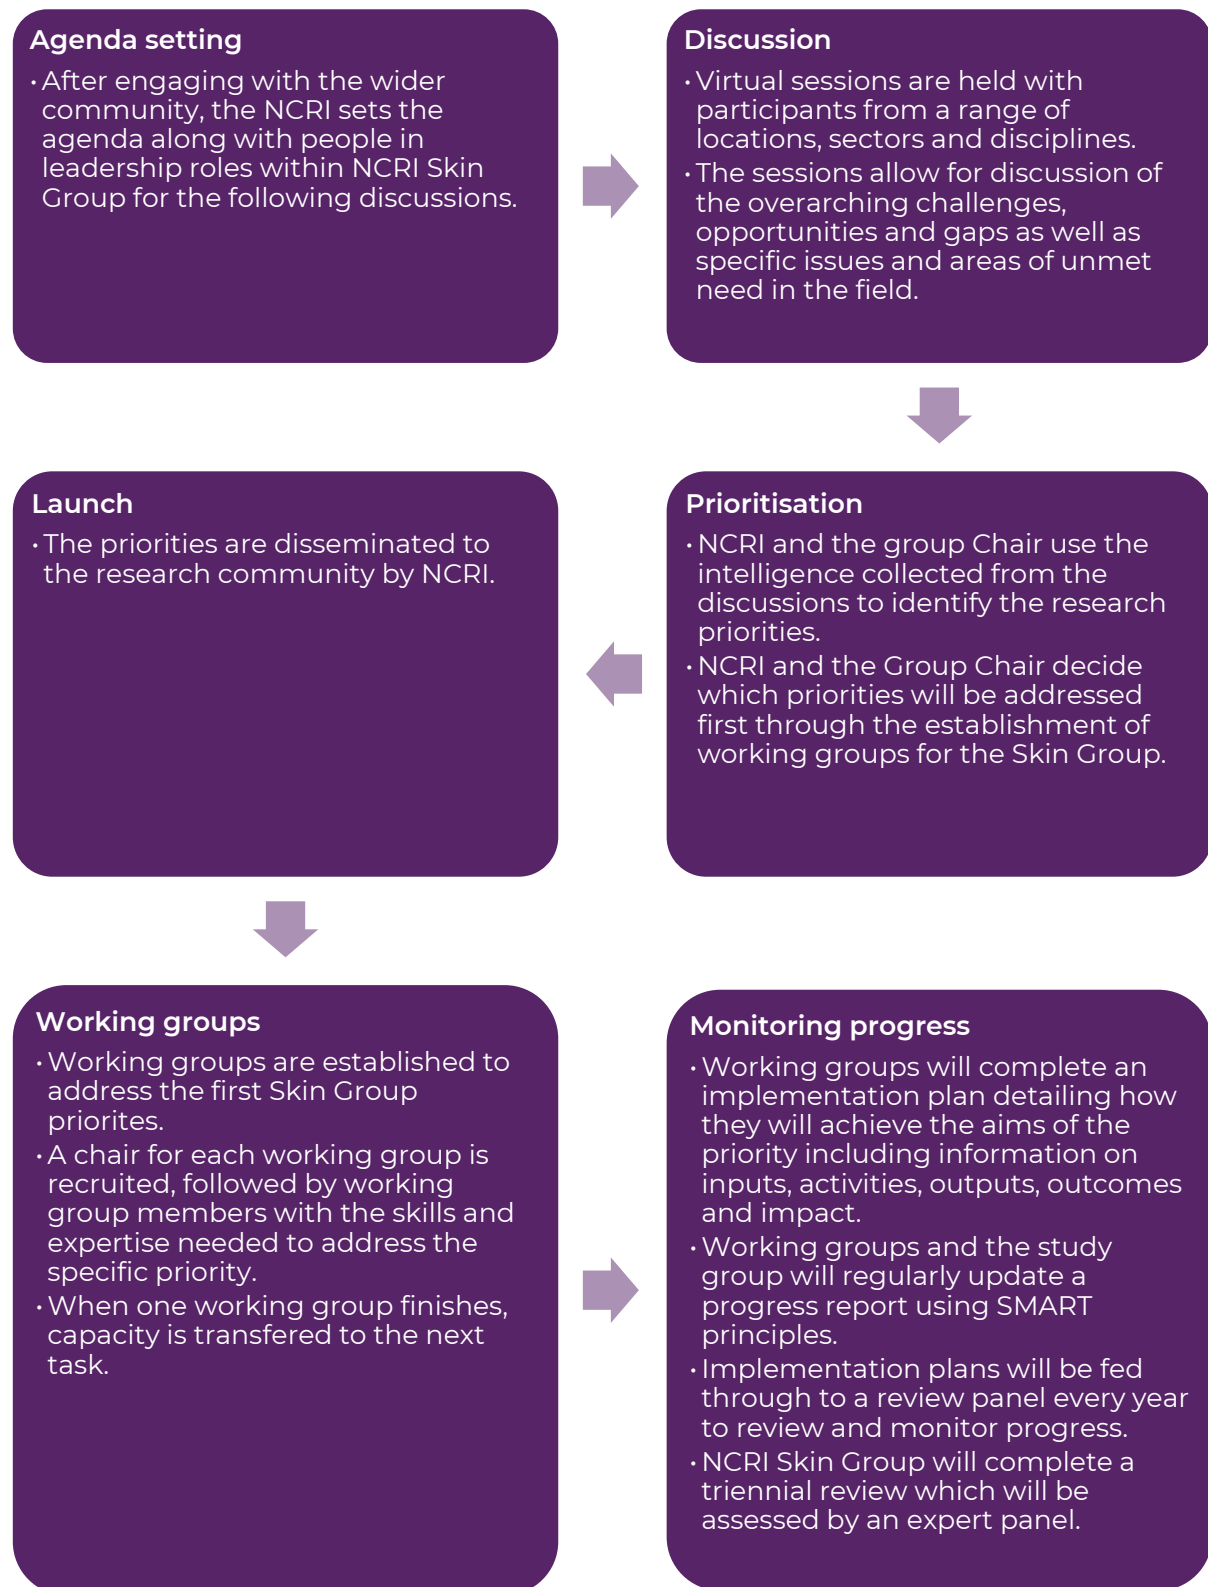 Agenda setting
· After engaging with the wider
community, the NCRI sets the
agenda along with people in
leadership roles within NCRI Skin
Group for the following discussions.
Discussion
· Virtual sessions are held with
participants from a range of
locations, sectors and disciplines.
· The sessions allow for discussion of
the overarching challenges,
opportunities and gaps as well as
specific issues and areas of unmet
need in the field.
Prioritisation
· NCRI and the group Chair use the
intelligence collected from the
discussions to identify the research
priorities.
· NCRI and the Group Chair decide
which priorities will be addressed
first through the establishment of
working groups for the Skin Group.
Launch
· The priorities are disseminated to
the research community by NCRI.
Working groups
· Working groups are established to
address the first Skin Group
priorites.
· A chair for each working group is
recruited, followed by working
group members with the skills and
expertise needed to address the
specific priority.
· When one working group finishes,
capacity is transfered to the next
task.
Monitoring progress
· Working groups will complete an
implementation plan detailing how
they will achieve the aims of the
priority including information on
inputs, activities, outputs, outcomes
and impact.
· Working groups and the study
group will regularly update a
progress report using SMART
principles.
· Implementation plans will be fed
through to a review panel every year
to review and monitor progress.
· NCRI Skin Group will complete a
triennial review which will be
assessed by an expert panel.